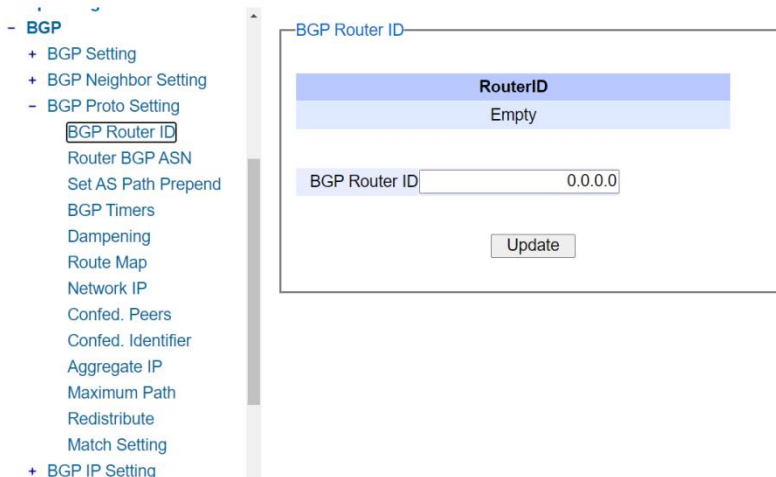 - BGP
+ BGP Setting
+ BGP Neighbor Setting
- BGP Proto Setting
BGP Router ID
Router BGP ASN
Set AS Path Prepend
BGP Timers
Dampening
Route Map
Network IP
Confed. Peers
Confed. Identifier
Aggregate IP
Maximum Path
Redistribute
Match Setting
+ BGP IP Setting
BGP Router ID
RouterID
Empty
BGP Router ID 0.0.0.0
Update